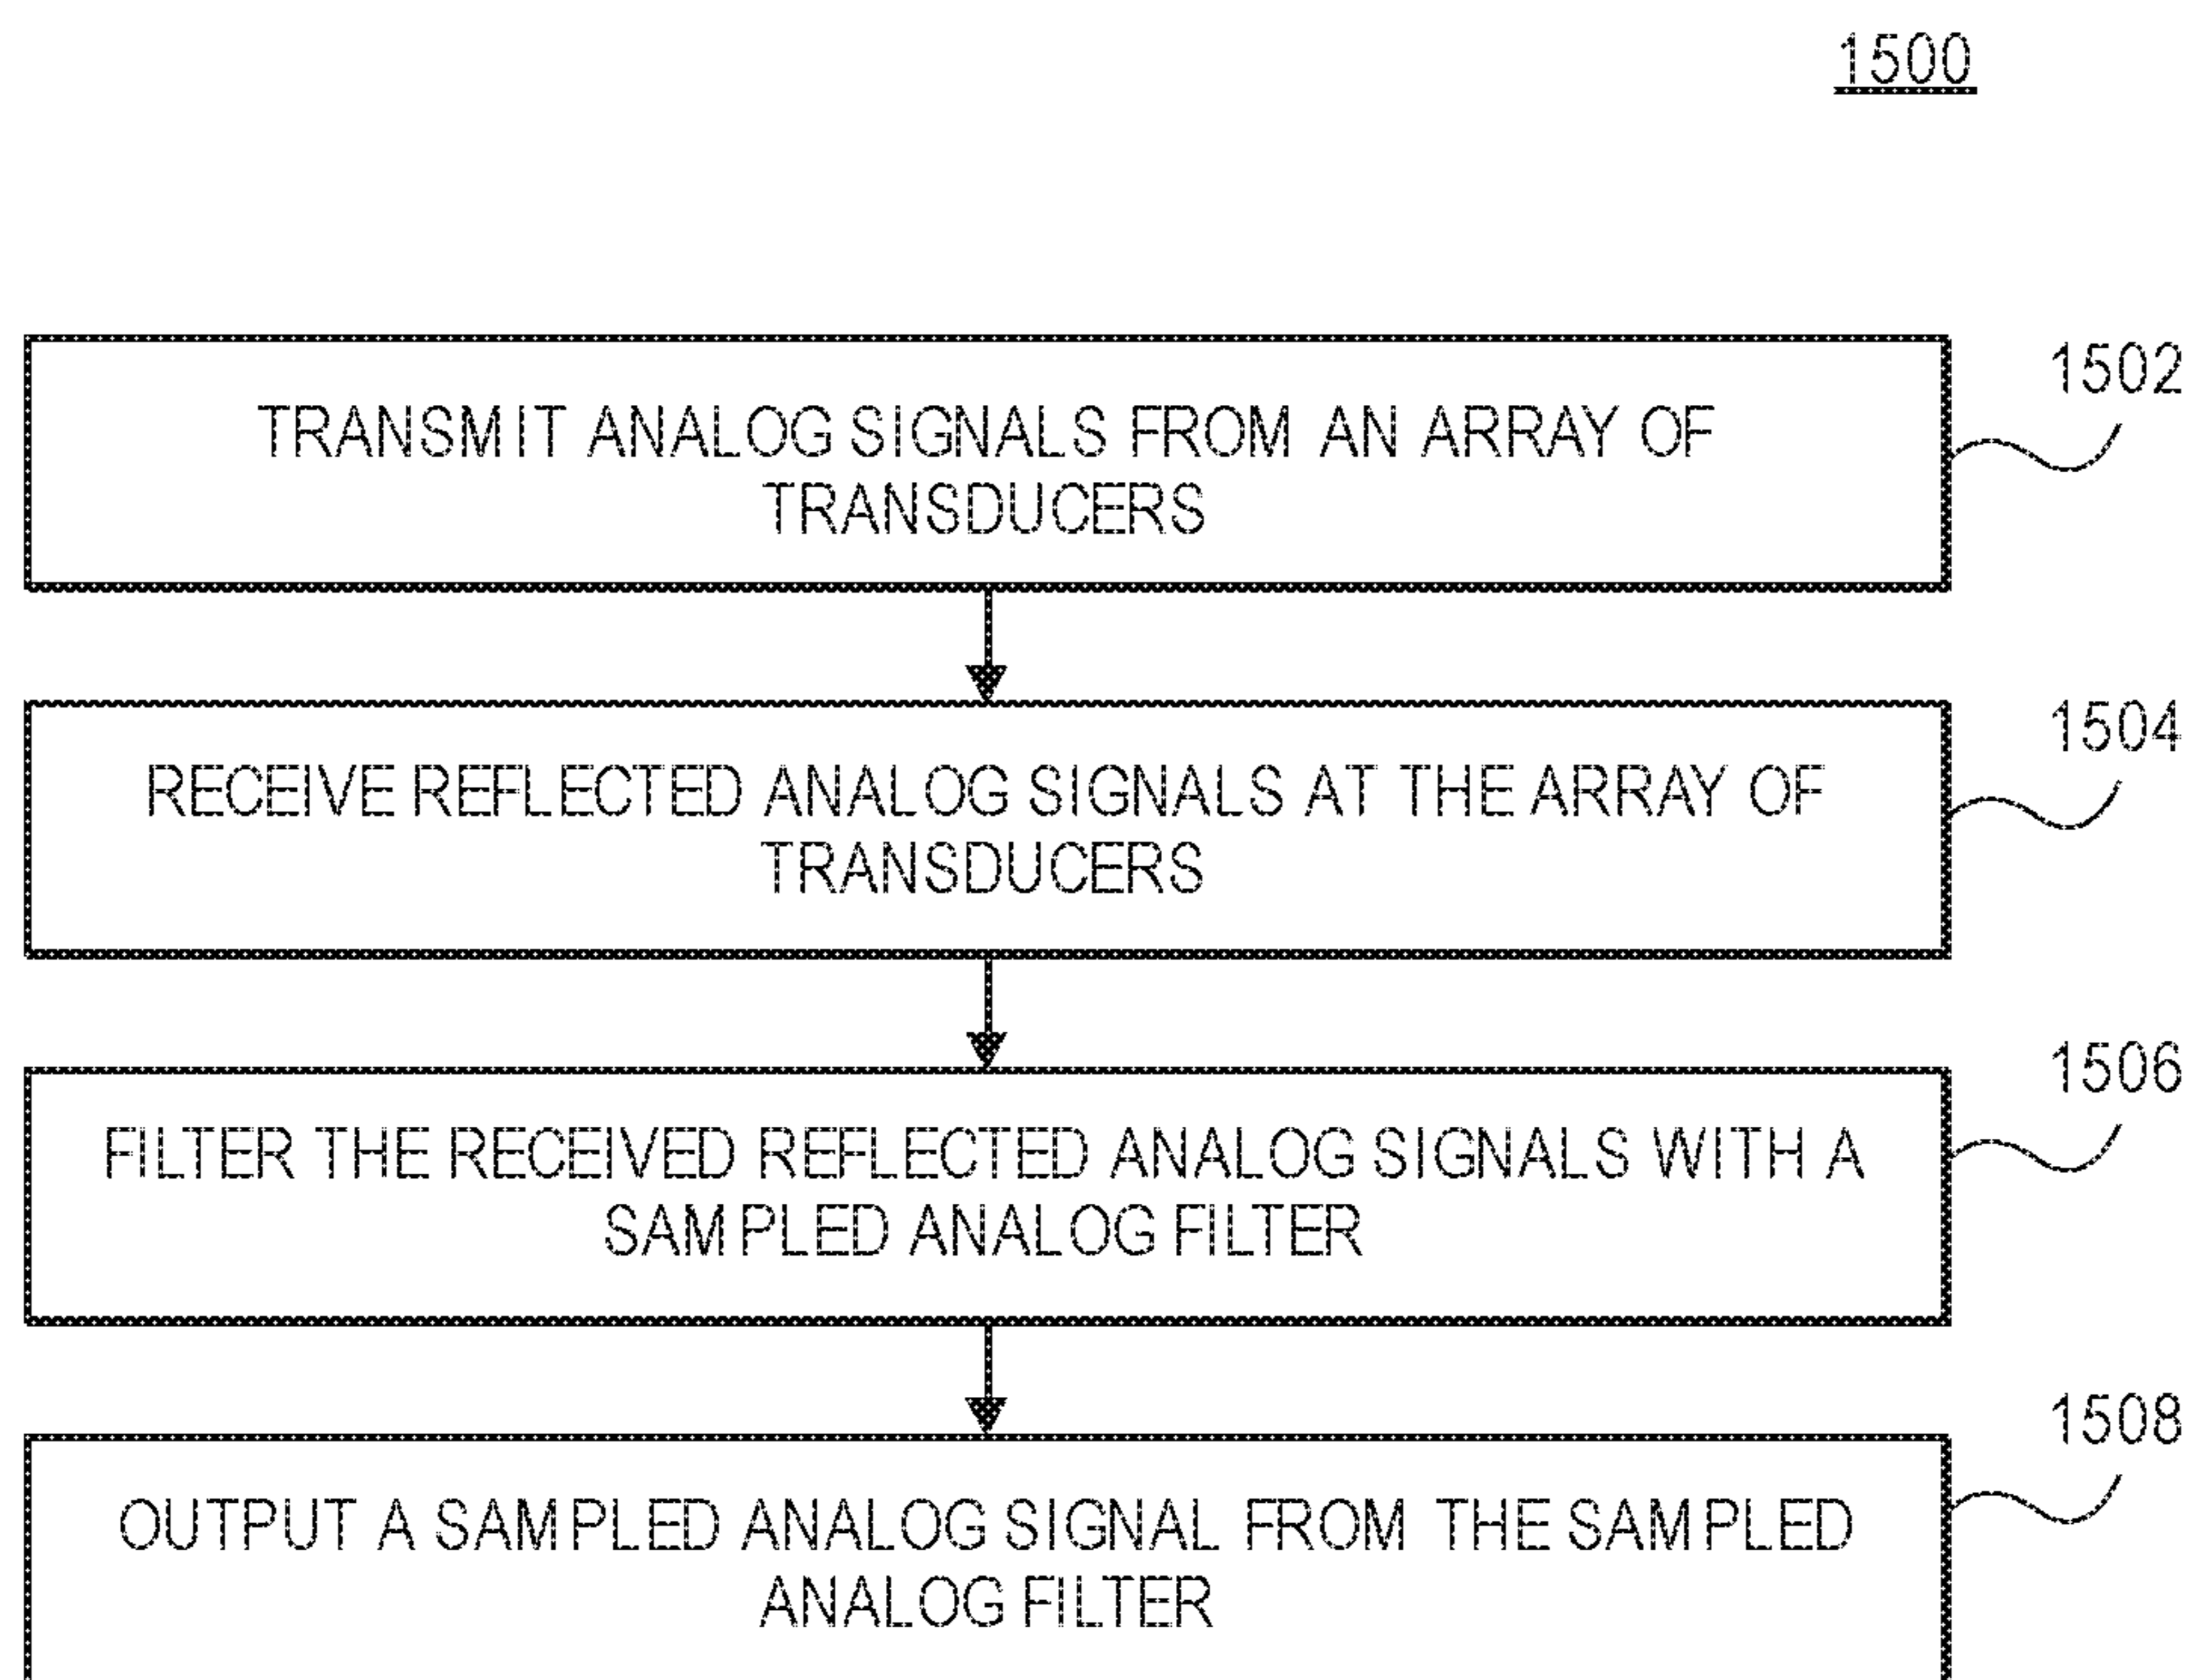 1500
1502
TRANSMIT ANALOG SIGNALS FROM AN ARRAY OF
TRANSDUCERS
1504
RECEIVE REFLECTED ANALOG SIGNALS AT THE ARRAY OF
TRANSDUCERS
1506
FILTER THE RECEIVED REFLECTED ANALOG SIGNALS WITH A
SAMPLED ANALOG FILTER
1508
OUTPUT A SAMPLED ANALOG SIGNAL FROM THE SAMPLED
ANALOG FILTER